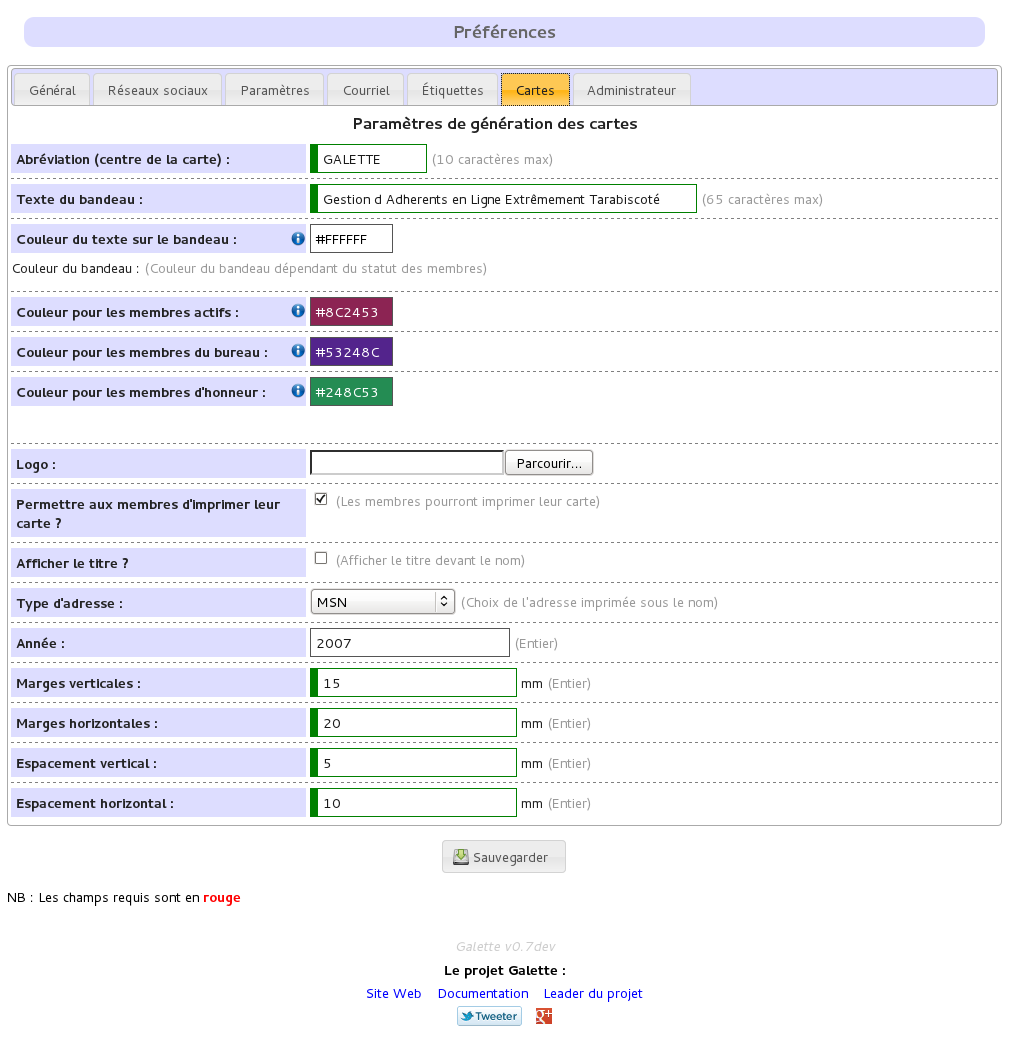 Préférences
Général Réseaux sociaux Paramètres Courriel Étiquettes Cartes Administrateur
Paramètres de génération des cartes
Abréviation (centre de la carte) : GALETTE (10 caractères max)
Texte du bandeau : Gestion d Adherents en Ligne Extrêmement Tarabiscoté (65 caractères max)
Couleur du texte sur le bandeau : #FFFFFF
Couleur du bandeau : (Couleur du bandeau dépendant du statut des membres)
Couleur pour les membres actifs : #8C2453
Couleur pour les membres du bureau : #53248C
Couleur pour les membres d'honneur : #248C53
Logo : Parcourir...
Permettre aux membres d'imprimer leur
carte ? (Les membres pourront imprimer leur carte)
Afficher le titre ? (Afficher le titre devant le nom)
Type d'adresse : MSN (Choix de l'adresse imprimée sous le nom)
Année : 2007 (Entier)
Marges verticales : 15 mm (Entier)
Marges horizontales : 20 mm (Entier)
Espacement vertical : 5 mm (Entier)
Espacement horizontal : 10 mm (Entier)
Sauvegarder
NB : Les champs requis sont en rouge
Galette v0.7dev
Le projet Galette :
Site Web Documentation Leader du projet
Tweeter g+